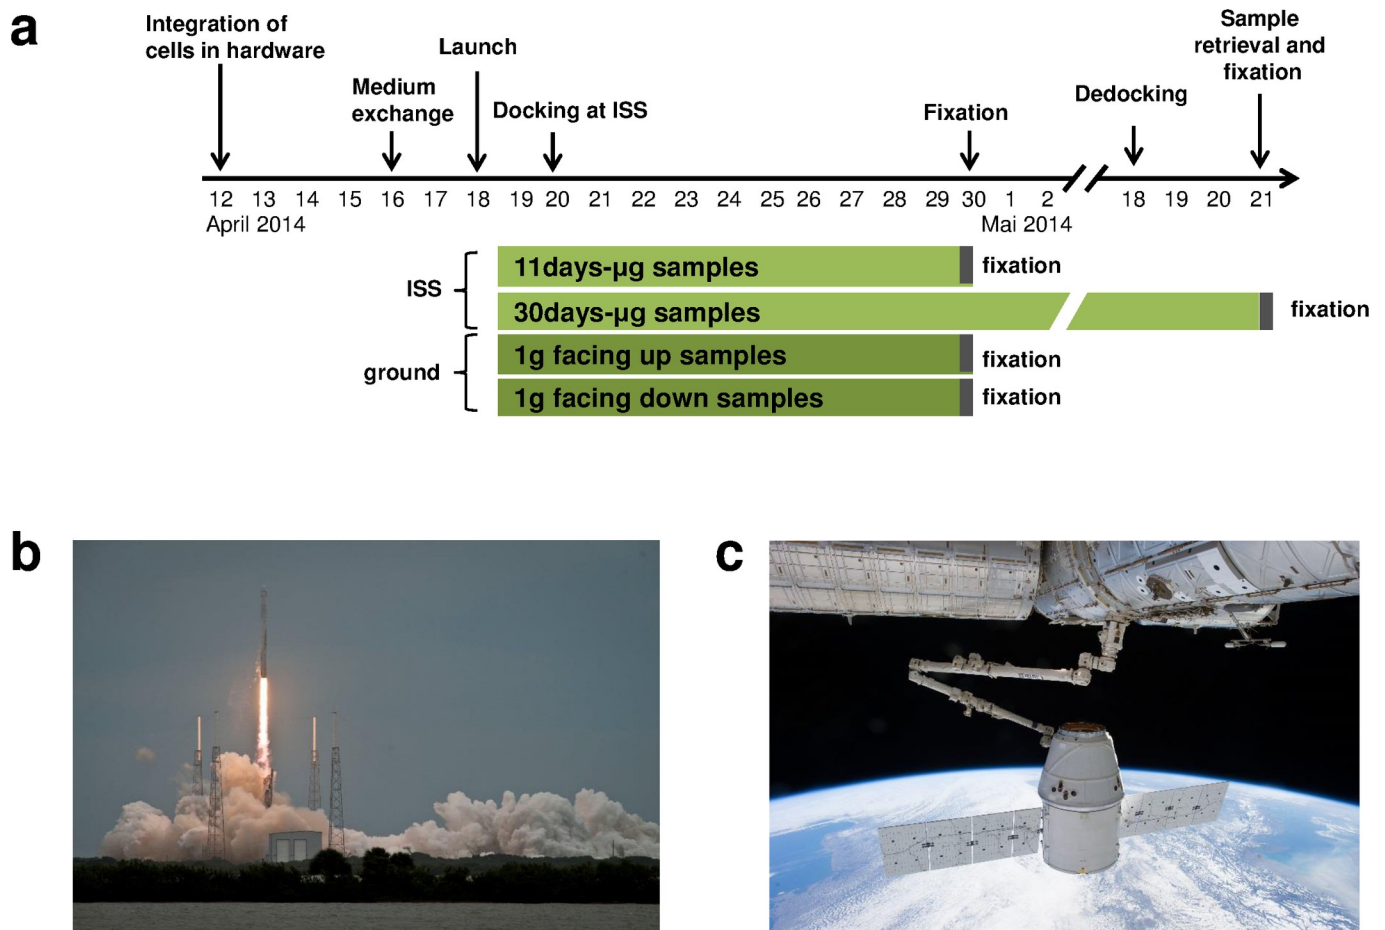 a
Integration of
cells in hardware
Medium
exchange
Launch
Docking at ISS
Fixation
Dedocking
Sample
retrieval and
fixation
12 13 14 15 16 17 18 19 20 21 22 23 24 25 26 27 28 29 30 1 2 18 19 20 21
April 2014
Mai 2014
ISS
11days-µg samples
fixation
30days-µg samples
fixation
ground
1g facing up samples
fixation
1g facing down samples
fixation
b
c